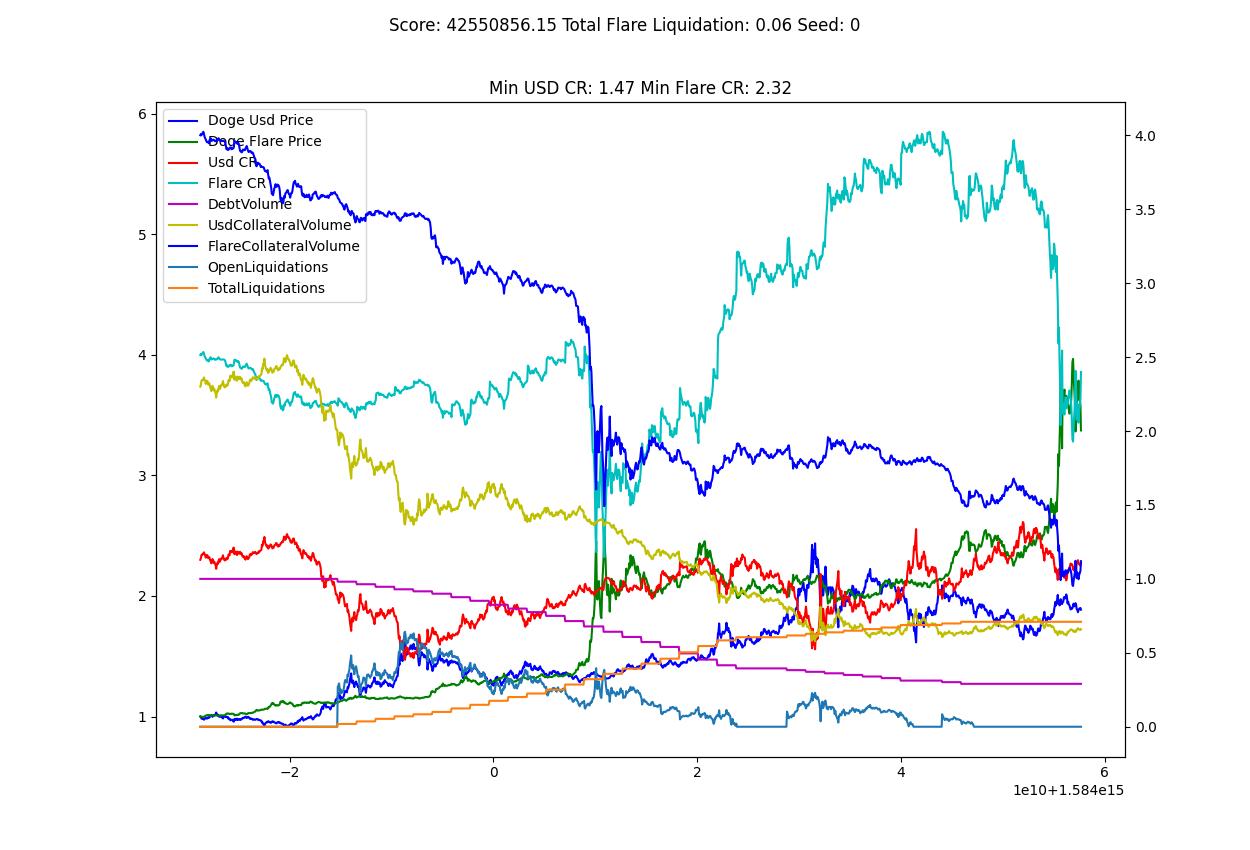 Score: 42550856.15 Total Flare Liquidation: 0.06 Seed: 0
Min USD CR: 1.47 Min Flare CR: 2.32
Doge Usd Price
Doge Flare Price
Usd CR
Flare CR
DebtVolume
UsdCollateralVolume
FlareCollateralVolume
OpenLiquidations
TotalLiquidations
6
5
4
3
2
1
4.0
3.5
3.0
2.5
2.0
1.5
1.0
0.5
0.0
−2
0
2
4
6
1e10+1.584e15